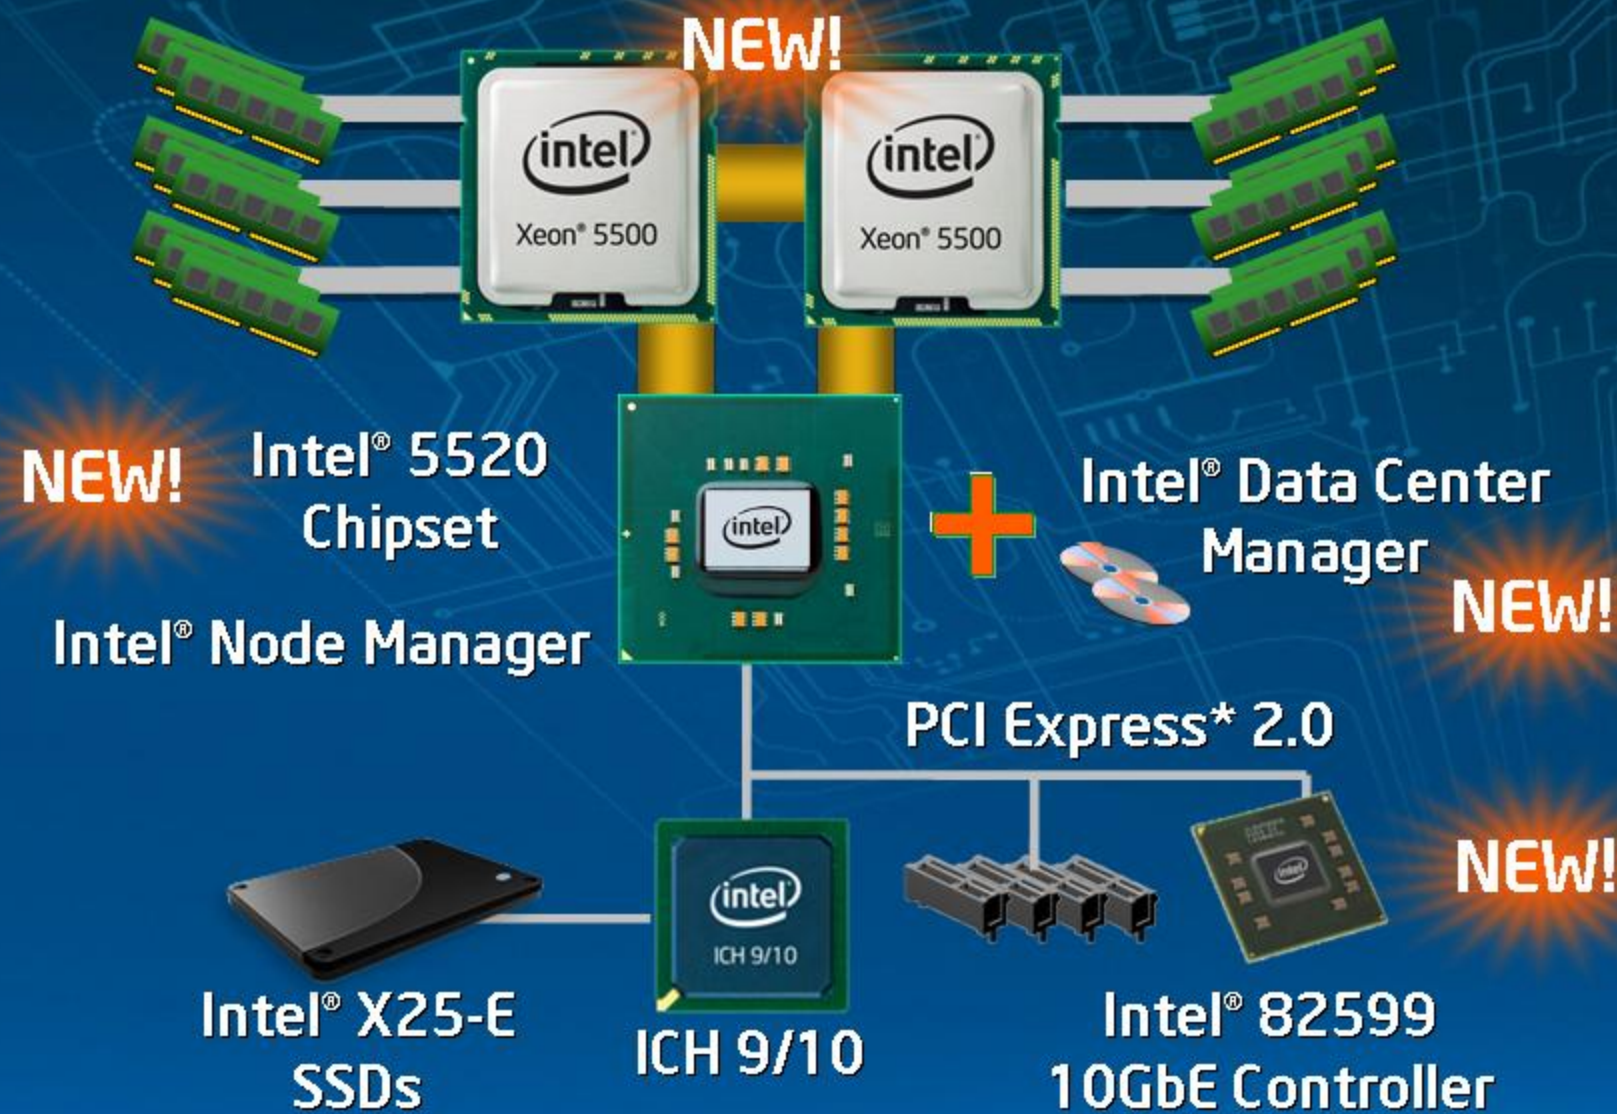 NEW!
intel®
Xeon® 5500
intel®
Xeon® 5500
NEW!
Intel® 5520
Chipset
Intel® Node Manager
intel
Intel® Data Center
Manager
NEW!
PCI Express* 2.0
intel®
ICH 9/10
intel
NEW!
Intel® X25-E
SSDs
ICH 9/10
Intel® 82599
10GbE Controller